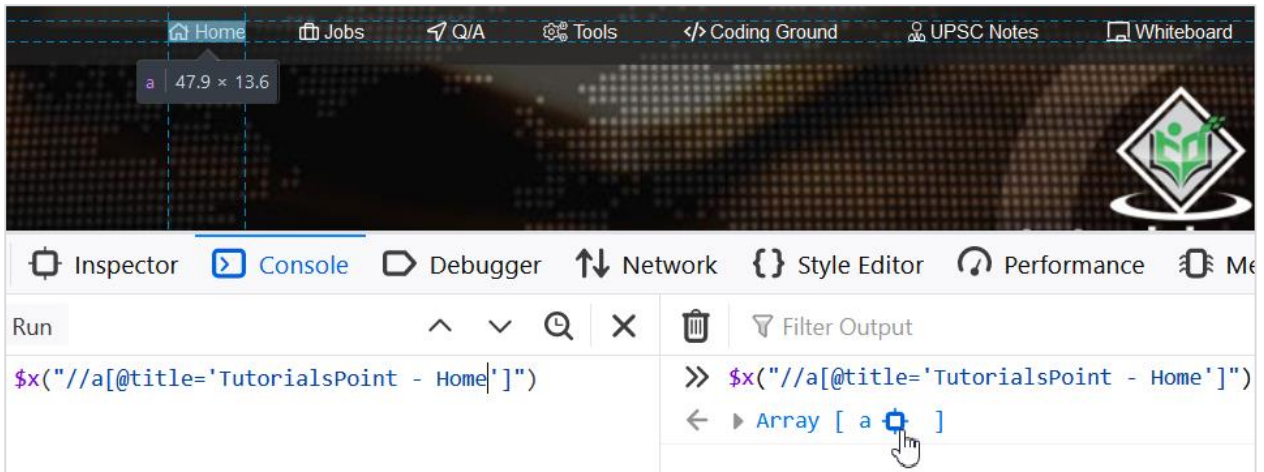 Home Jobs Q/A Tools </> Coding Ground UPSC Notes Whiteboard
a | 47.9 × 13.6
Inspector Console Debugger Network {} Style Editor Performance
Run
Filter Output
$x("//a[@title='TutorialsPoint - Home']")
>> $x("//a[@title='TutorialsPoint - Home']")
Array [ a ]